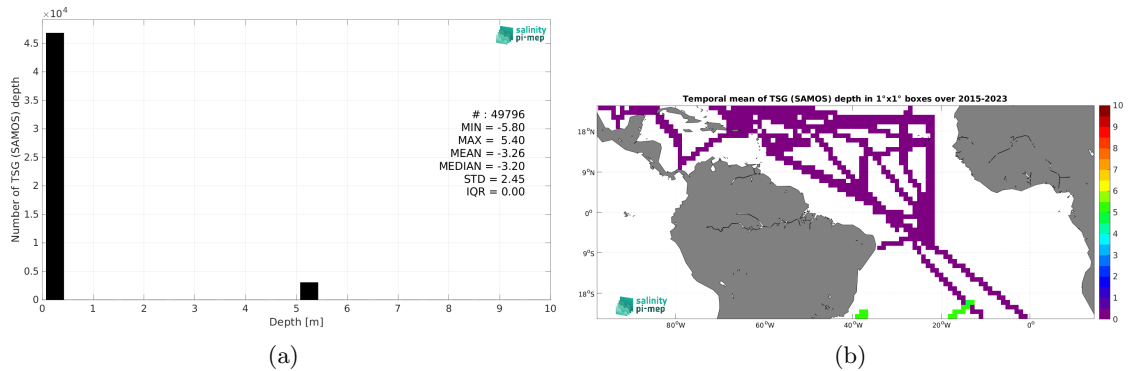 ×10⁴
4.5
4
3.5
3
2.5
2
1.5
1
0.5
0
Number of TSG (SAMOS) depth
salinity
pi-mep
# : 49796
MIN = -5.80
MAX = 5.40
MEAN = -3.26
MEDIAN = -3.20
STD = 2.45
IQR = 0.00
0 1 2 3 4 5 6 7 8 9 10
Depth [m]
(a)
Temporal mean of TSG (SAMOS) depth in 1°x1° boxes over 2015-2023
18°N
9°N
0°
9°S
18°S
salinity
pi-mep
80°W 60°W 40°W 20°W 0°
10
9
8
7
6
5
4
3
2
1
0
(b)